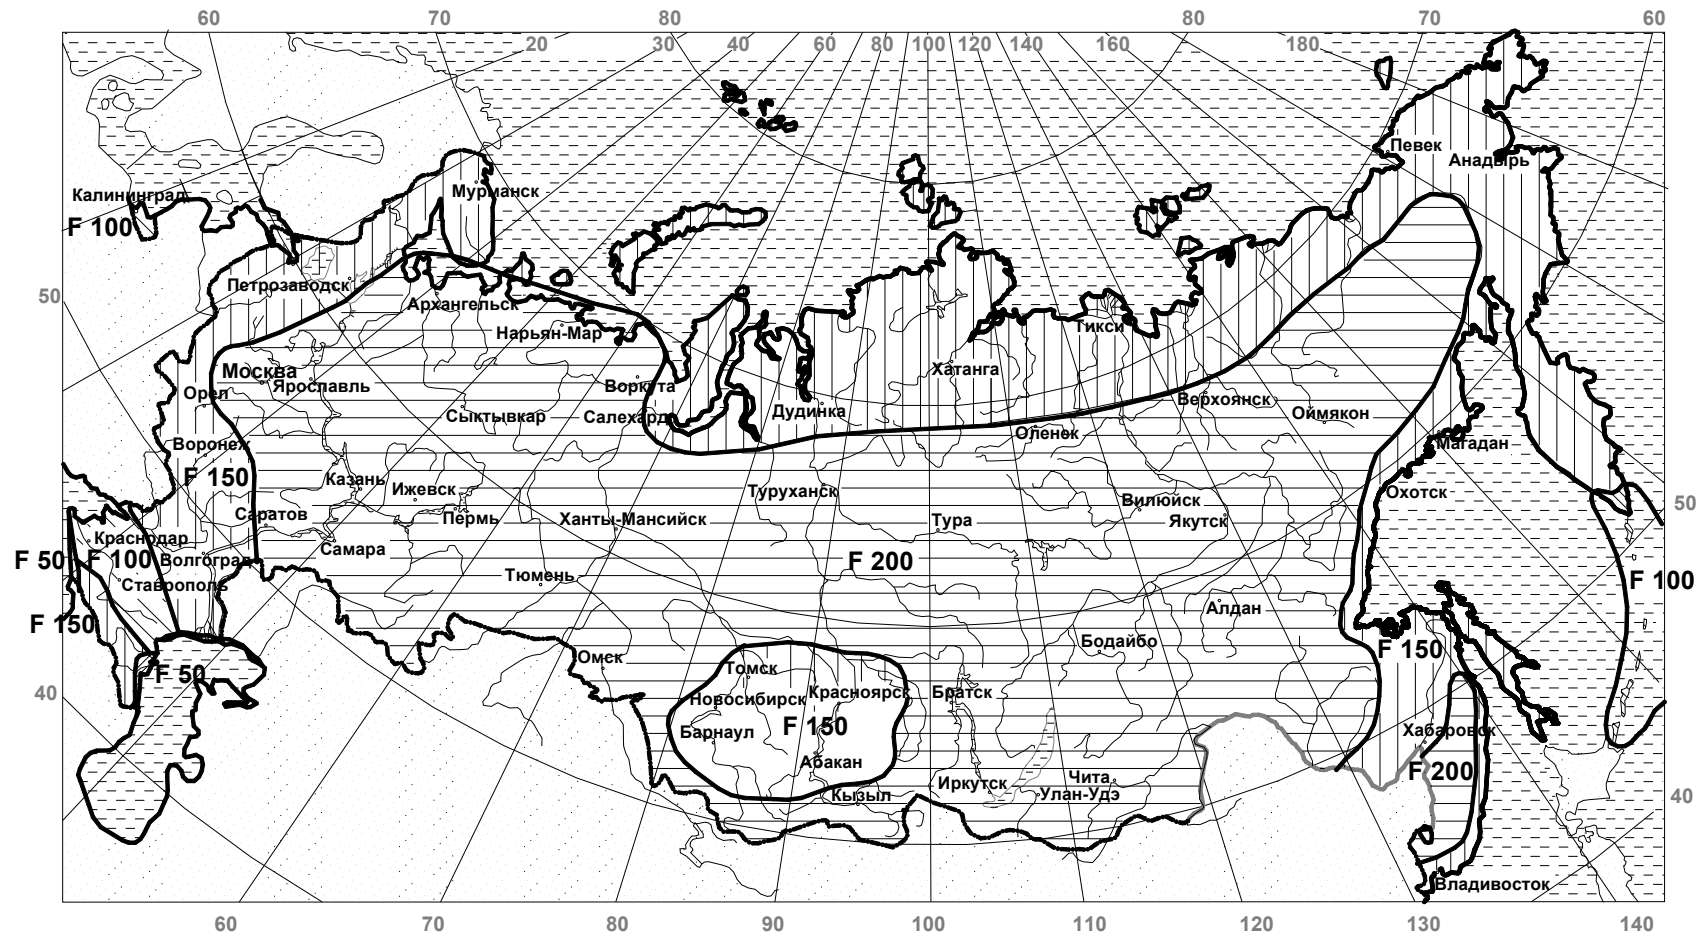 60 70 80 80 70 60
20 30 40 60 80 100 120 140 160 180
Певек
Анадырь
Мурманск
Калининград
F 100
Петрозаводск
50
Архангельск
Тикси
Нарьян-Мар
Москва
Хатанга
Ярославль
Воркута
Орел
Верхоянск
Дудинка
Оймякон
Сыктывкар
Салехард
Оленек
Воронеж
Магадан
F 150
Казань
Ижевск
Туруханск
Охотск
Вилюйск
50
Саратов
Пермь
Ханты-Мансийск
Тура
Якутск
Краснодар
Самара
F 50
F 100
Волгоград
F 200
Тюмень
F 100
Ставрополь
Алдан
F 150
Бодайбо
F 150
Омск
F 50
Томск
40
Новосибирск
Красноярск
Братск
F 150
Барнаул
Хабаровск
Абакан
F 200
Иркутск
Чита
Кызыл
Улан-Удэ
40
Владивосток
60 70 80 90 100 110 120 130 140